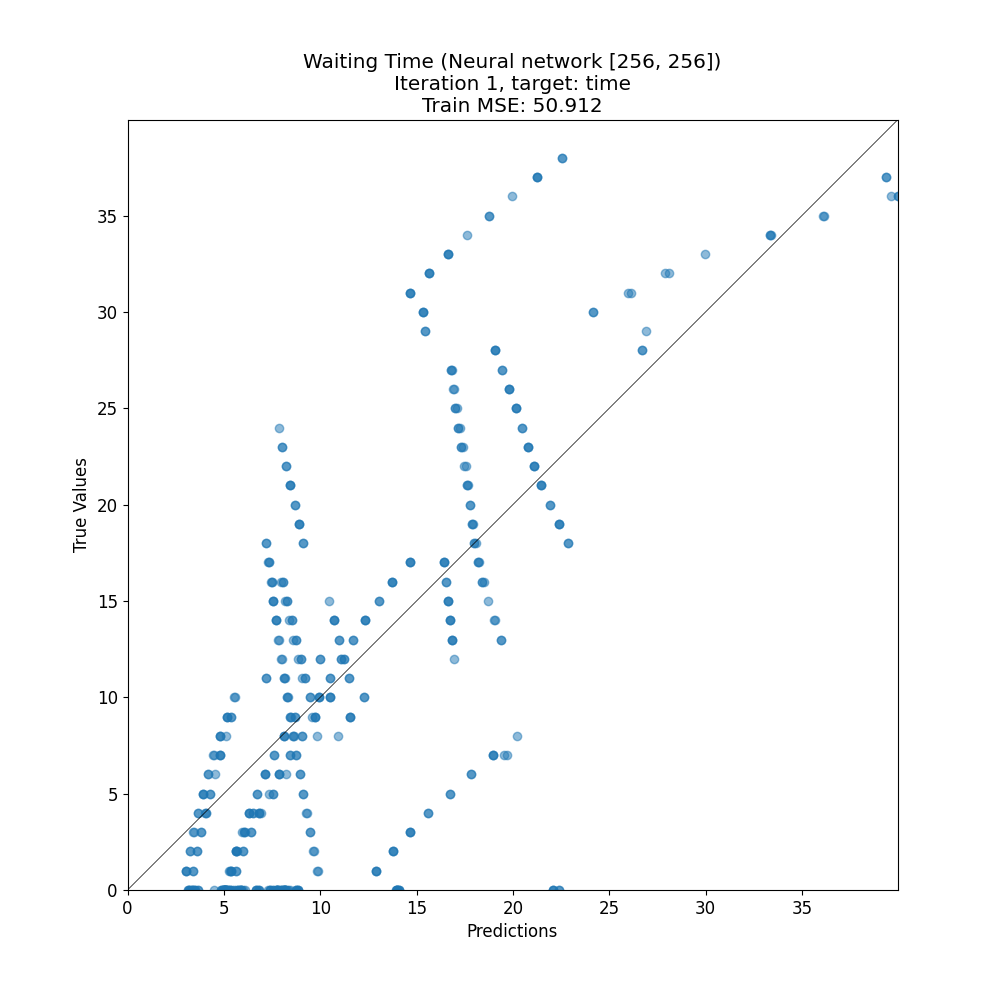 Waiting Time (Neural network [256, 256])
Iteration 1, target: time
Train MSE: 50.912
True Values
35
30
25
20
15
10
5
0
0 5 10 15 20 25 30 35
Predictions